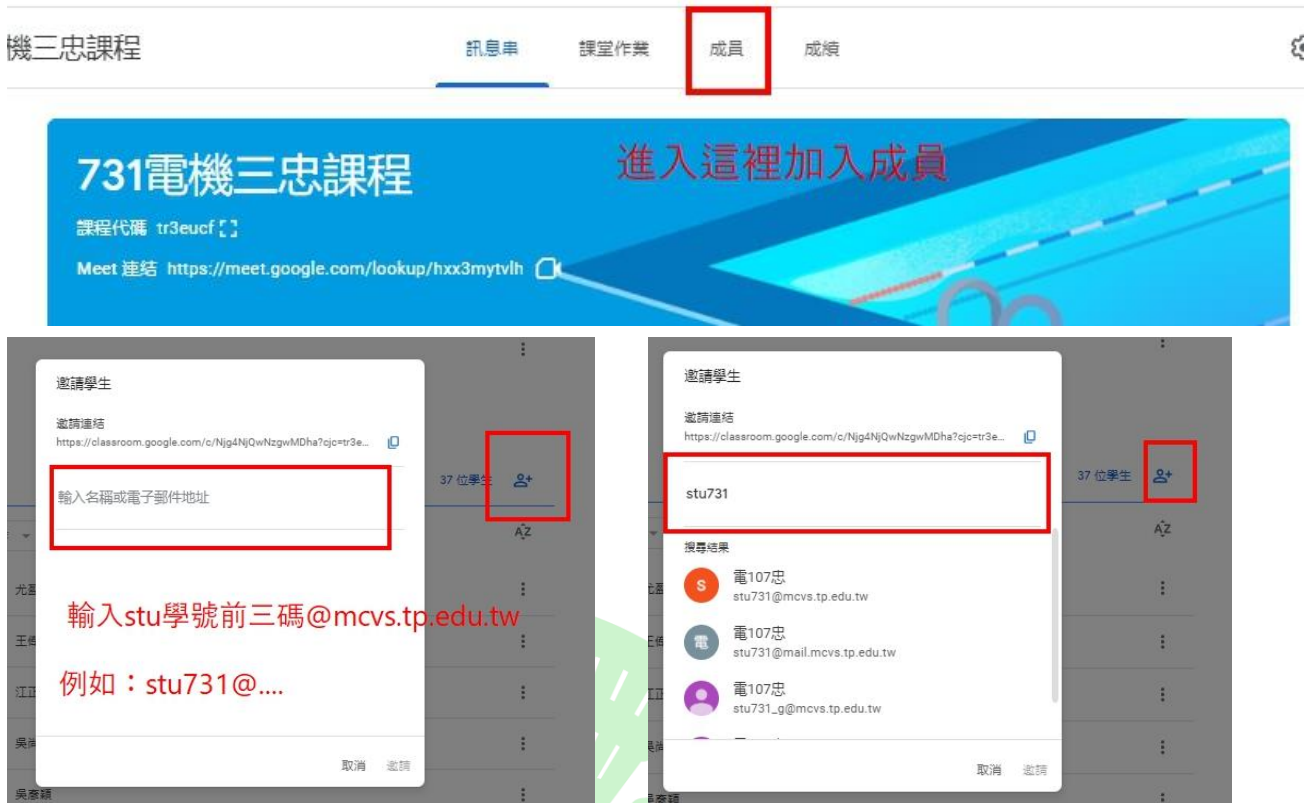 機三忠課程
訊息串
課堂作業
成員
成績
731電機三忠課程
進入這裡加入成員
課程代碼 tr3eucf
Meet 連結 https://meet.google.com/lookup/hxx3mytvlh
邀請學生
邀請連結
https://classroom.google.com/c/Njg4NjQwNzgwMDha?cjc=tr3e...
37 位學生
輸入名稱或電子郵件地址
AZ
輸入stu學號前三碼@mcvs.tp.edu.tw
例如：stu731@....
取消 邀請
吳彥穎
邀請學生
邀請連結
https://classroom.google.com/c/Njg4NjQwNzgwMDha?cjc=tr3e...
37 位學生
stu731
AZ
搜尋結果
S
電107忠
stu731@mcvs.tp.edu.tw
電
電107忠
stu731@mail.mcvs.tp.edu.tw
電107忠
stu731_g@mcvs.tp.edu.tw
取消 邀請